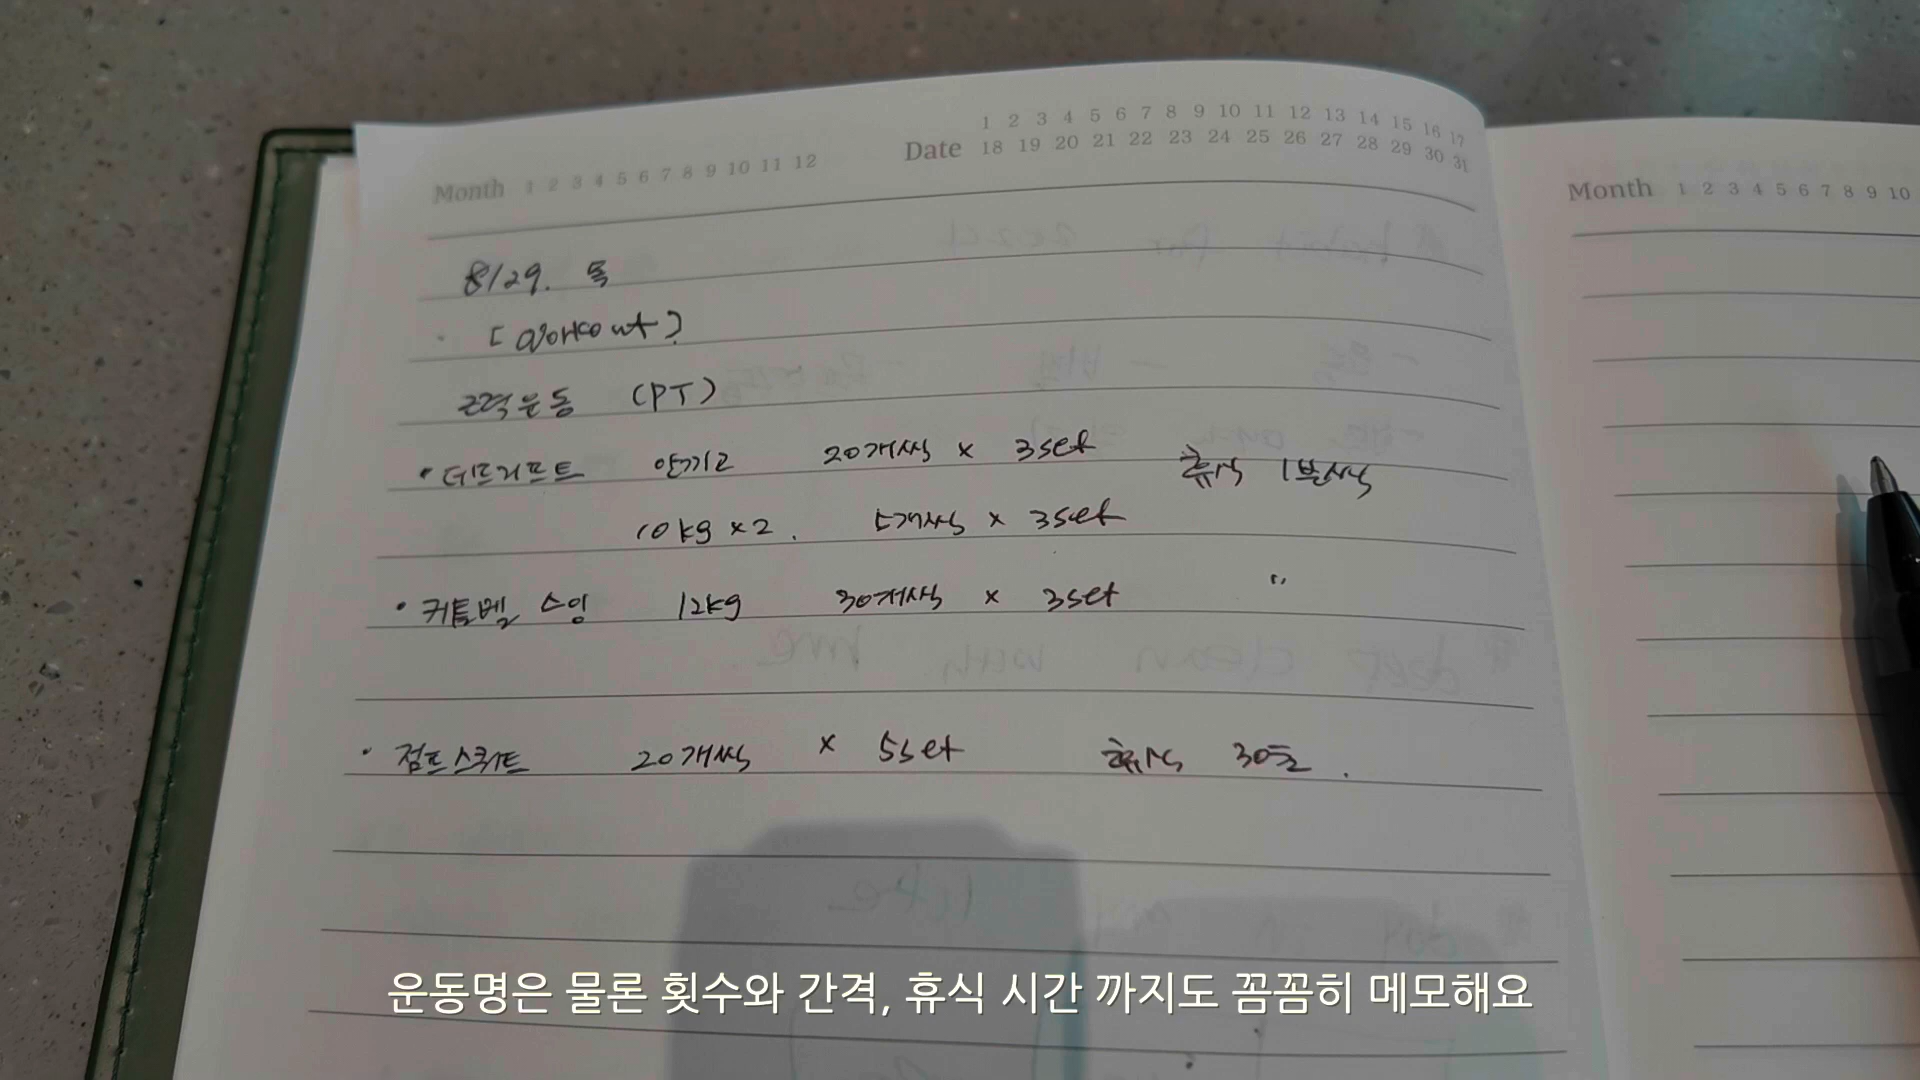 Month 1 2 3 4 5 6 7 8 9 10 11 12
Date 1 2 3 4 5 6 7 8 9 10 11 12 13 14 15 16 17
18 19 20 21 22 23 24 25 26 27 28 29 30 31
Month 1 2 3 4 5 6 7 8 9 10
8/29. 목
[Workout]
근력운동 (PT)
• 데드리프트 안기고 20개씩 x 3set 휴식 1분씩
10kg x 2. 5개씩 x 3set
• 케틀벨 스윙 12kg 30개씩 x 3set "
• 점프스쿼트 20개씩 x 5set 휴식 30초.
운동명은 물론 횟수와 간격, 휴식 시간 까지도 꼼꼼히 메모해요